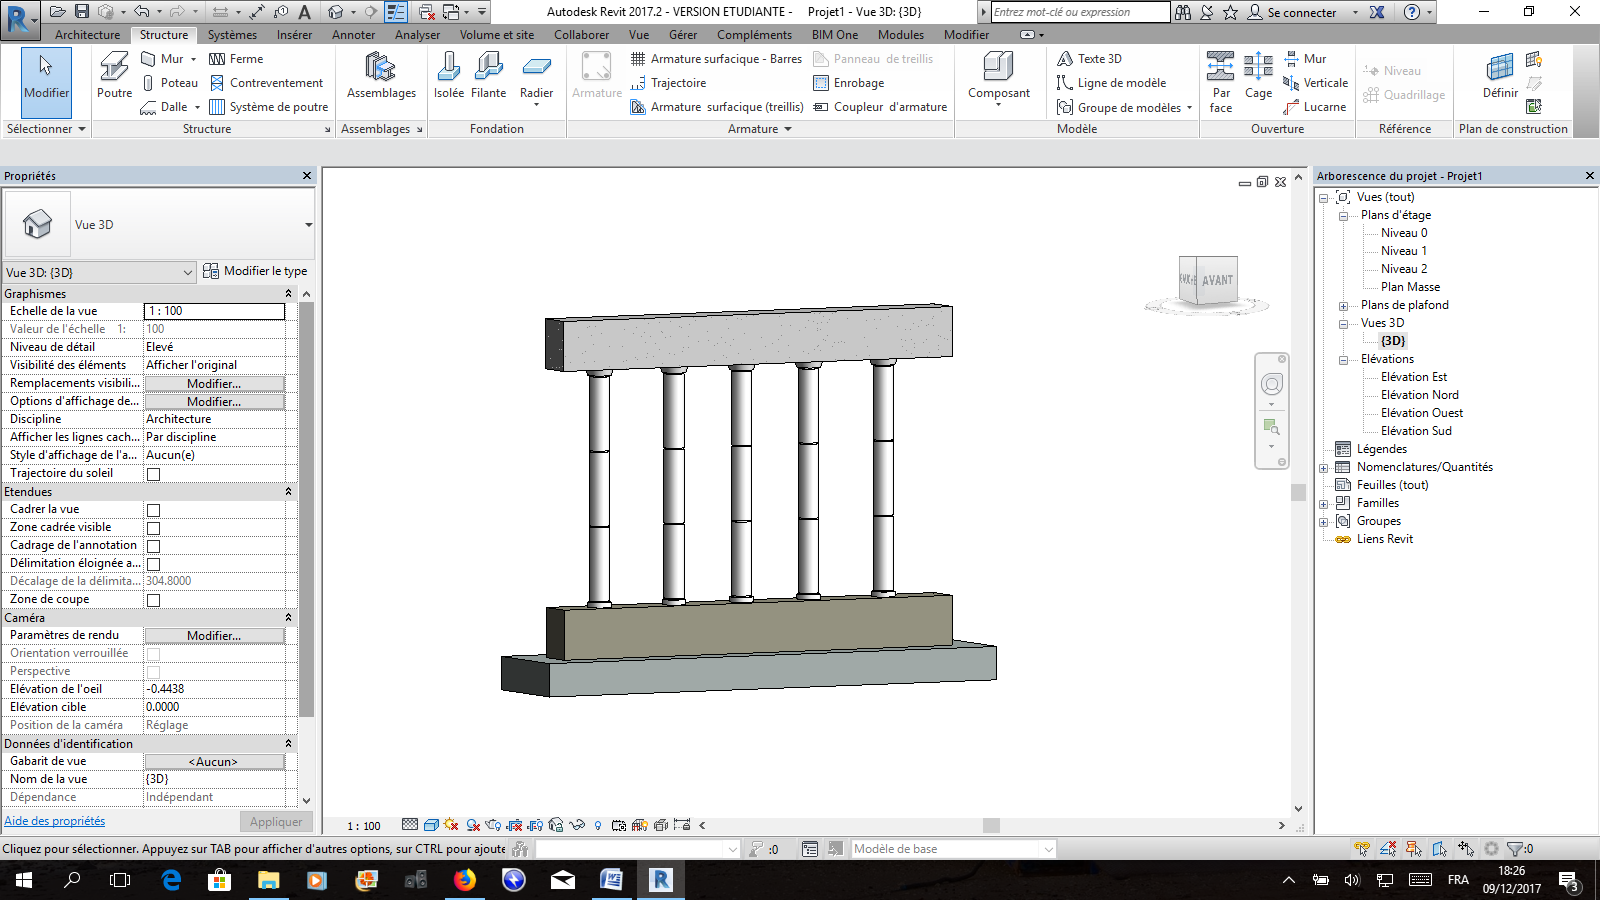 Autodesk Revit 2017.2 - VERSION ETUDIANTE - Projet1 - Vue 3D: {3D}
Entrez mot-clé ou expression
Se connecter
Architecture Structure Systèmes Insérer Annoter Analyser Volume et site Collaborer Vue Gérer Compléments BIM One Modules Modifier
Modifier
Sélectionner
Poutre
Mur
Poteau
Dalle
Ferme
Contreventement
Système de poutre
Structure
Assemblages
Assemblages
Isolée
Filante
Radier
Fondation
Armature
Armature surfacique - Barres
Trajectoire
Armature surfacique (treillis)
Panneau de treillis
Enrobage
Coupleur d'armature
Armature
Composant
Texte 3D
Ligne de modèle
Groupe de modèles
Modèle
Par face
Cage
Mur
Verticale
Lucarne
Ouverture
Niveau
Quadrillage
Référence
Définir
Plan de construction
Propriétés
Vue 3D
Vue 3D: {3D}
Modifier le type
Graphismes
Echelle de la vue 1 : 100
Valeur de l'échelle 1: 100
Niveau de détail Elevé
Visibilité des éléments Afficher l'original
Remplacements visibili... Modifier...
Options d'affichage de... Modifier...
Discipline Architecture
Afficher les lignes cach... Par discipline
Style d'affichage de l'a... Aucun(e)
Trajectoire du soleil
Etendues
Cadrer la vue
Zone cadrée visible
Cadrage de l'annotation
Délimitation éloignée a...
Décalage de la délimita... 304.8000
Zone de coupe
Caméra
Paramètres de rendu Modifier...
Orientation verrouillée
Perspective
Elévation de l'oeil -0.4438
Elévation cible 0.0000
Position de la caméra Réglage
Données d'identification
Gabarit de vue <Aucun>
Nom de la vue {3D}
Dépendance Indépendant
Aide des propriétés
Appliquer
AVANT
1 : 100
Arborescence du projet - Projet1
Vues (tout)
Plans d'étage
Niveau 0
Niveau 1
Niveau 2
Plan Masse
Plans de plafond
Vues 3D
{3D}
Elévations
Elévation Est
Elévation Nord
Elévation Ouest
Elévation Sud
Légendes
Nomenclatures/Quantités
Feuilles (tout)
Familles
Groupes
Liens Revit
Cliquez pour sélectionner. Appuyez sur TAB pour afficher d'autres options, sur CTRL pour ajoute
:0
Modèle de base
:0
FRA
18:26
09/12/2017
3